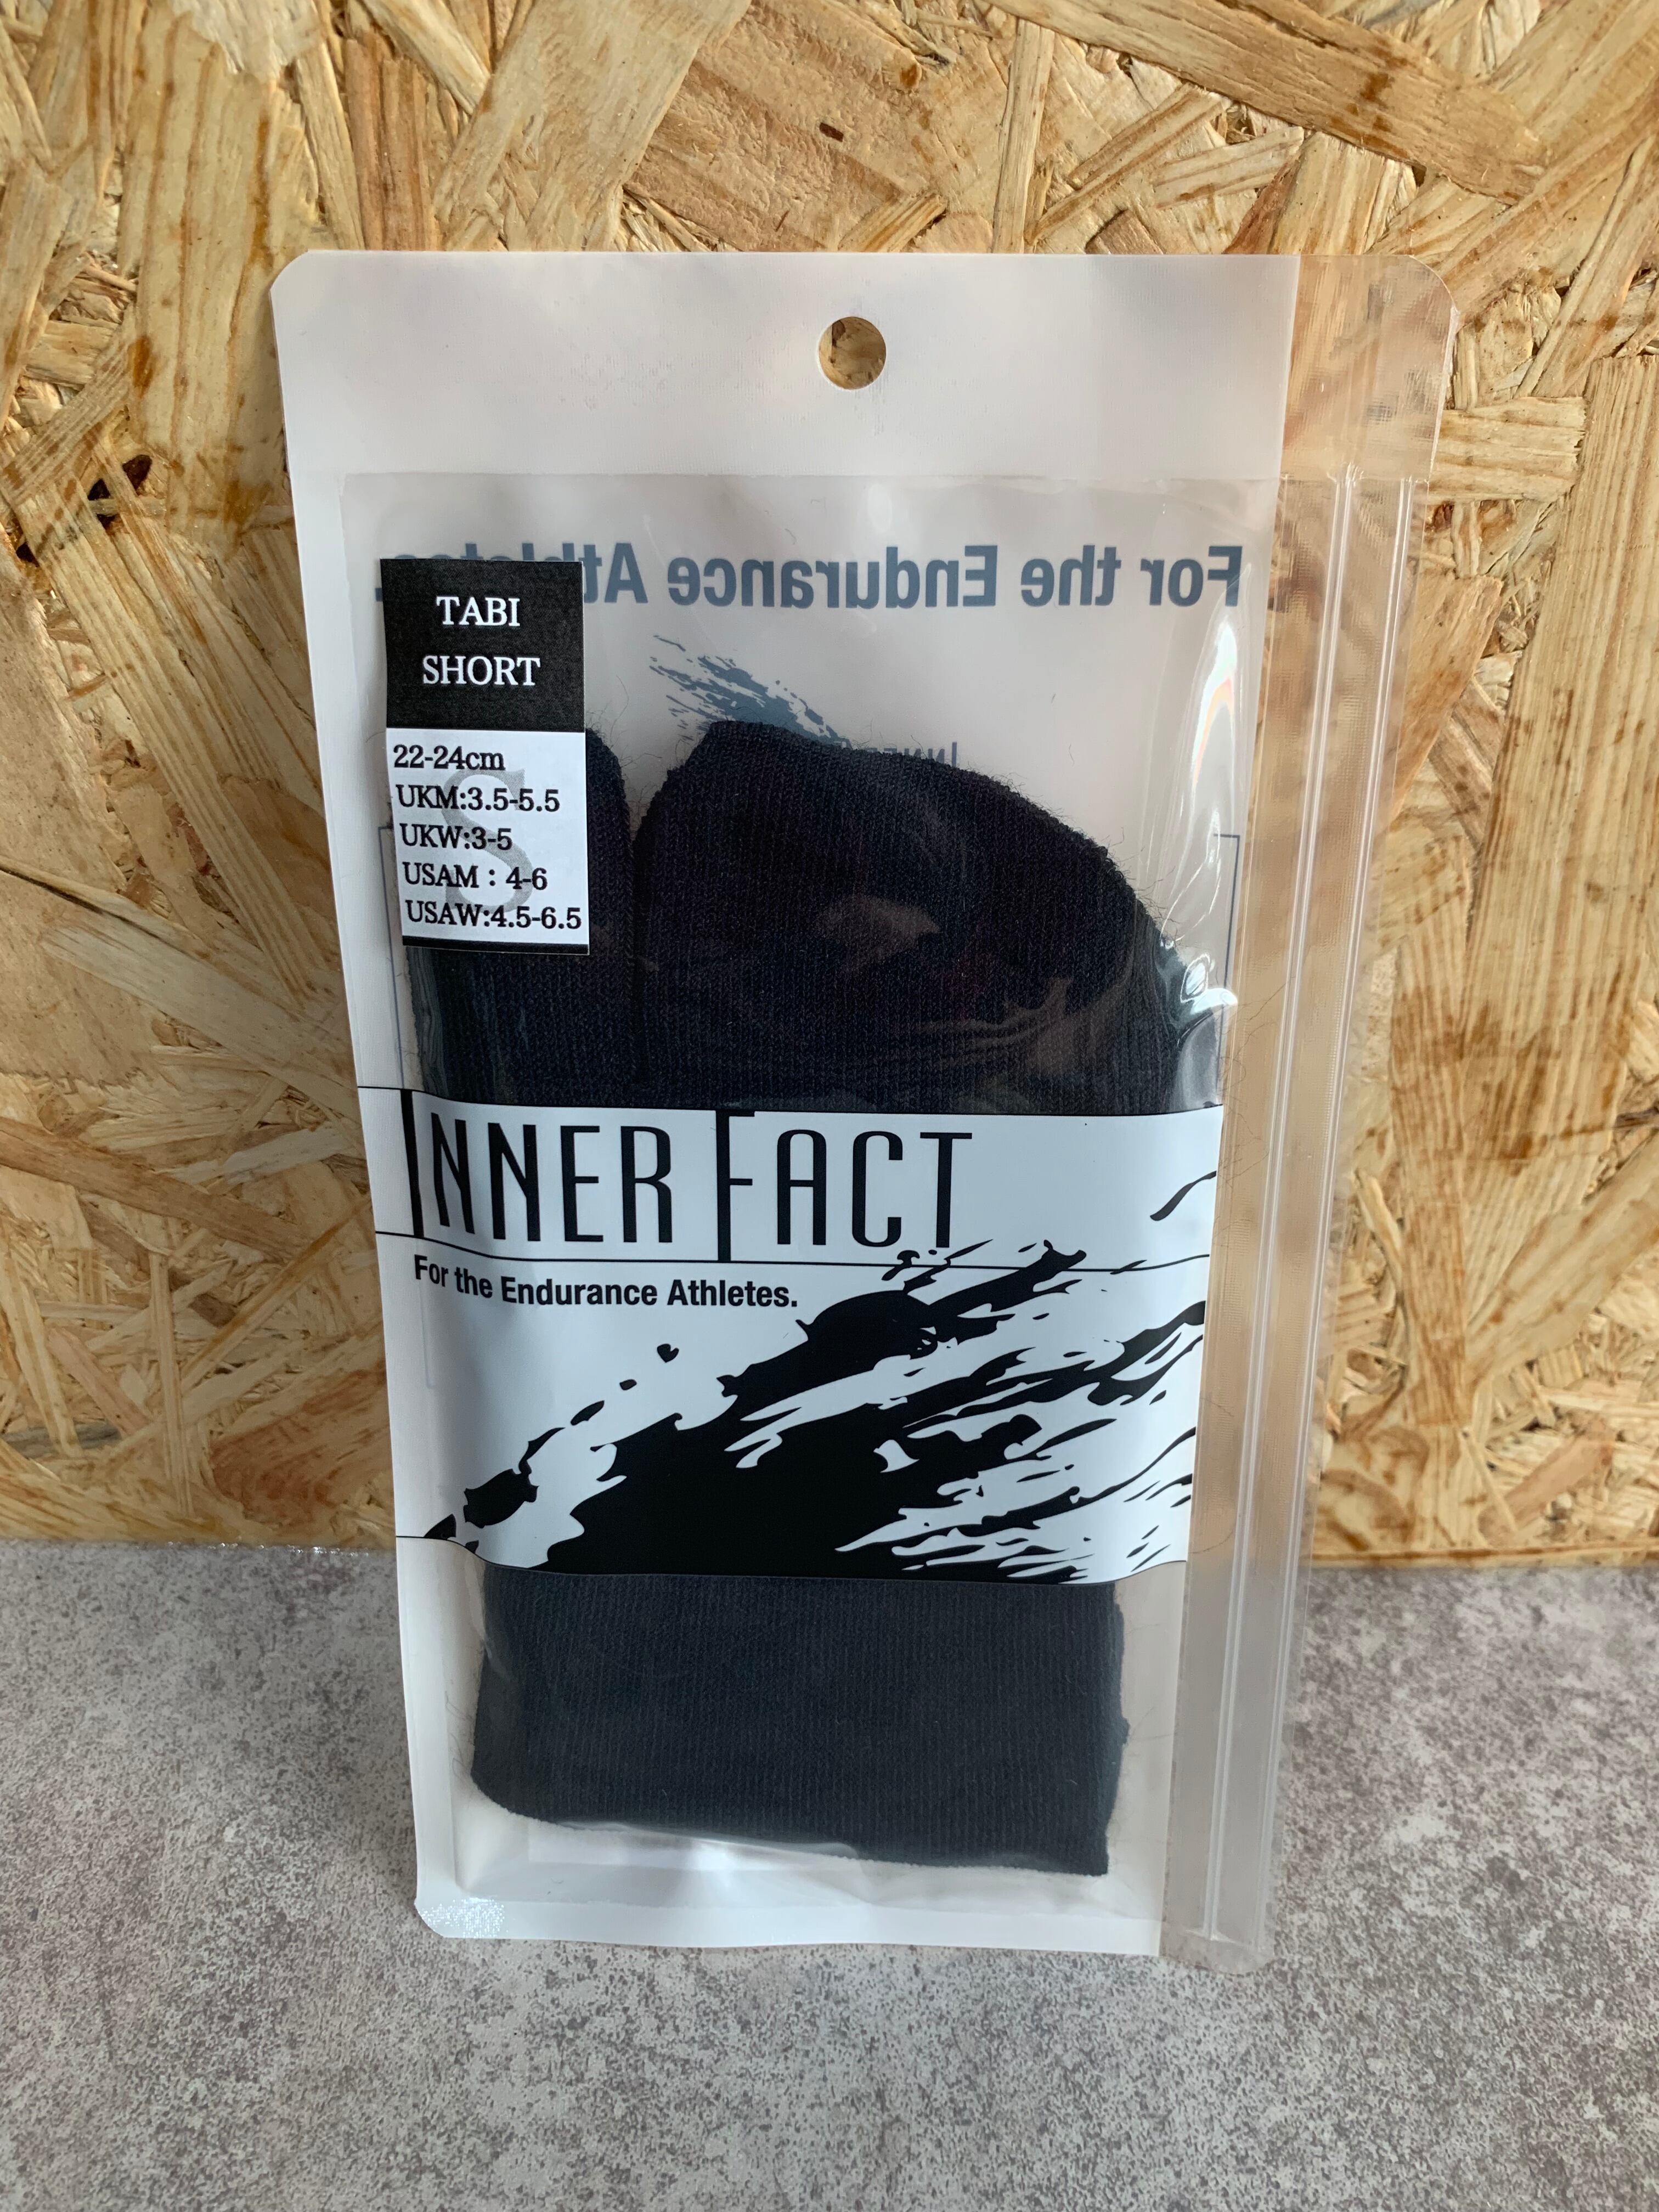 For the Endurance Athletes.
TABI
SHORT
S
22-24cm
UKM:3.5-5.5
UKW:3-5
USAM : 4-6
USAW:4.5-6.5
INNER FACT
For the Endurance Athletes.